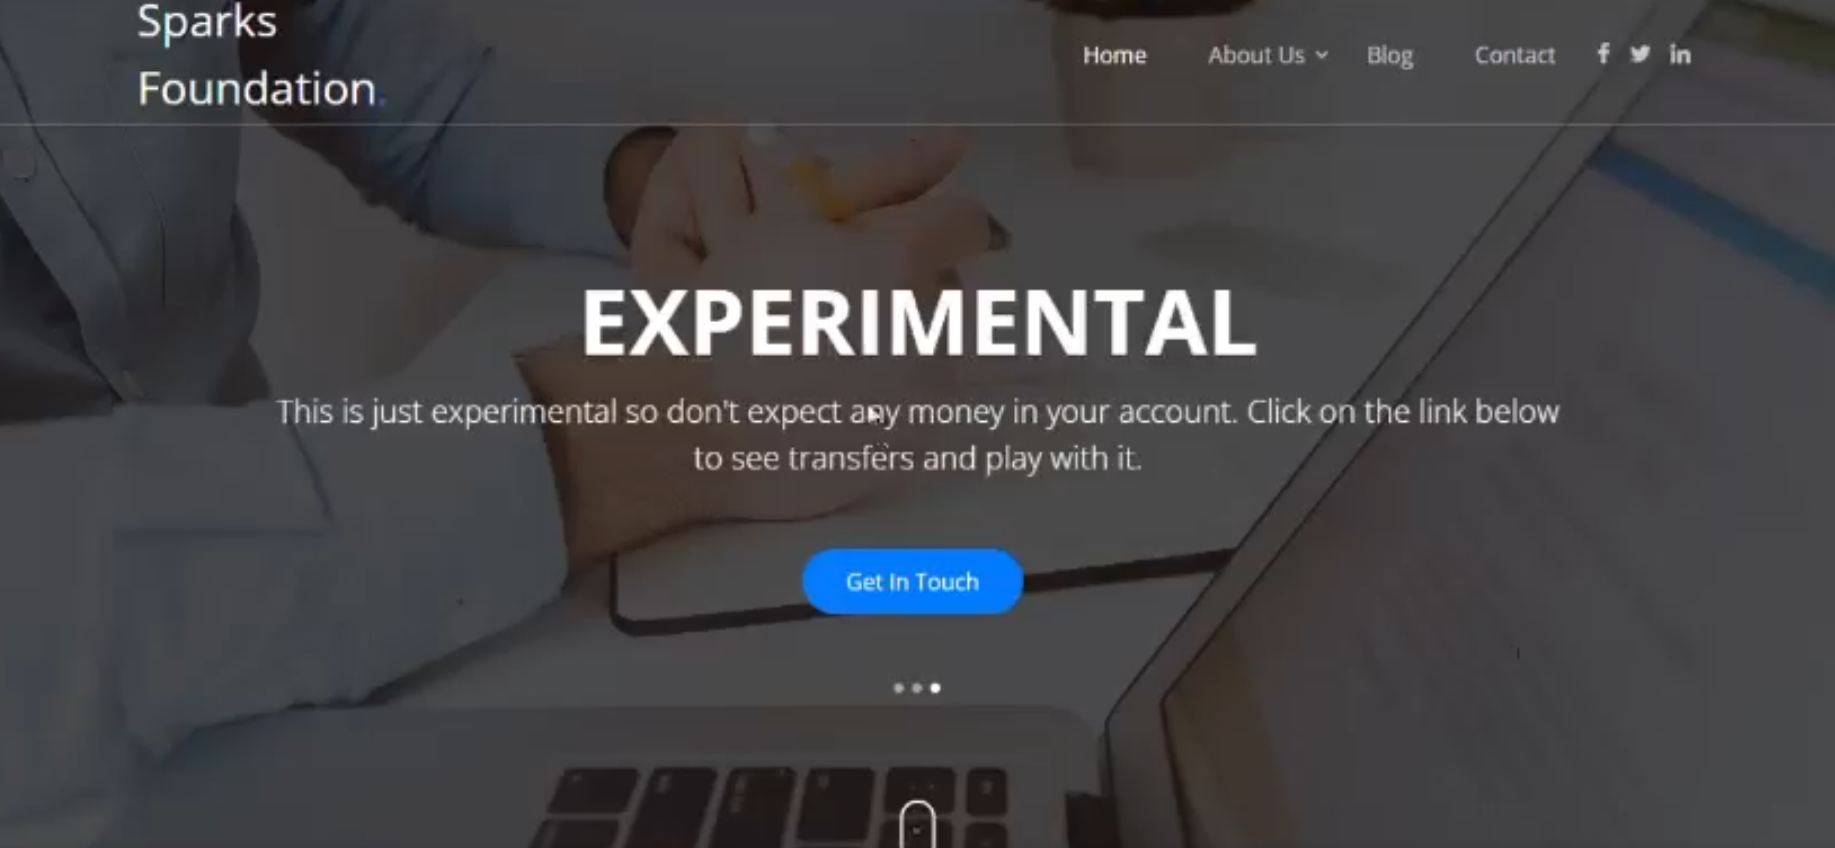 Sparks
Foundation.
Home About Us Blog Contact
EXPERIMENTAL
This is just experimental so don't expect any money in your account. Click on the link below
to see transfers and play with it.
Get In Touch